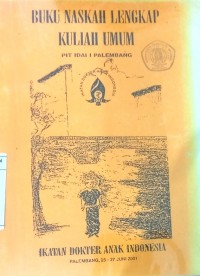 BUKU NASKAH LENGKAP
KULIAH UMUM
PIT IDAI I PALEMBANG
IKATAN DOKTER ANAK INDONESIA
PALEMBANG, 25 - 27 JUNI 2001